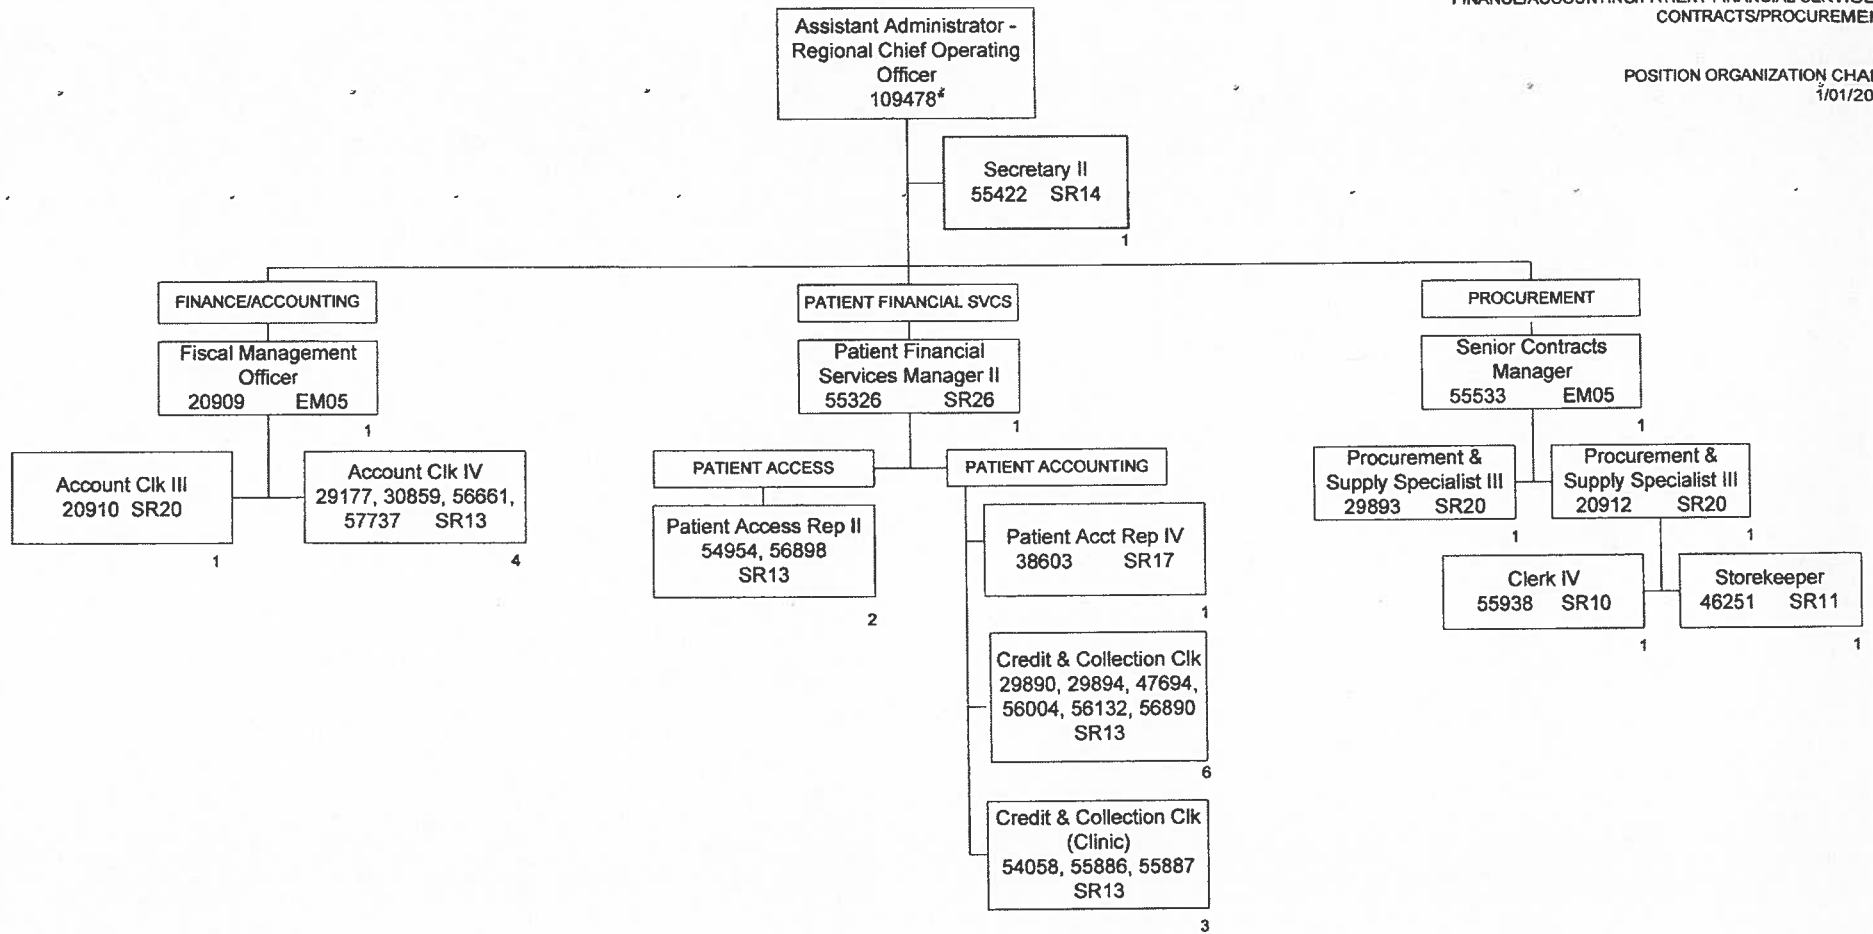 CONTRACTS/PROCUREMEN
POSITION ORGANIZATION CHA
1/01/20
Assistant Administrator -
Regional Chief Operating
Officer
109478*
Secretary II
55422 SR14
1
FINANCE/ACCOUNTING
Fiscal Management
Officer
20909 EM05
1
Account Clk III
20910 SR20
1
Account Clk IV
29177, 30859, 56661,
57737 SR13
4
PATIENT FINANCIAL SVCS
Patient Financial
Services Manager II
55326 SR26
1
PATIENT ACCESS
Patient Access Rep II
54954, 56898
SR13
2
PATIENT ACCOUNTING
Patient Acct Rep IV
38603 SR17
1
Credit & Collection Clk
29890, 29894, 47694,
56004, 56132, 56890
SR13
6
Credit & Collection Clk
(Clinic)
54058, 55886, 55887
SR13
3
PROCUREMENT
Senior Contracts
Manager
55533 EM05
1
Procurement &
Supply Specialist III
29893 SR20
1
Procurement &
Supply Specialist III
20912 SR20
1
Clerk IV
55938 SR10
1
Storekeeper
46251 SR11
1